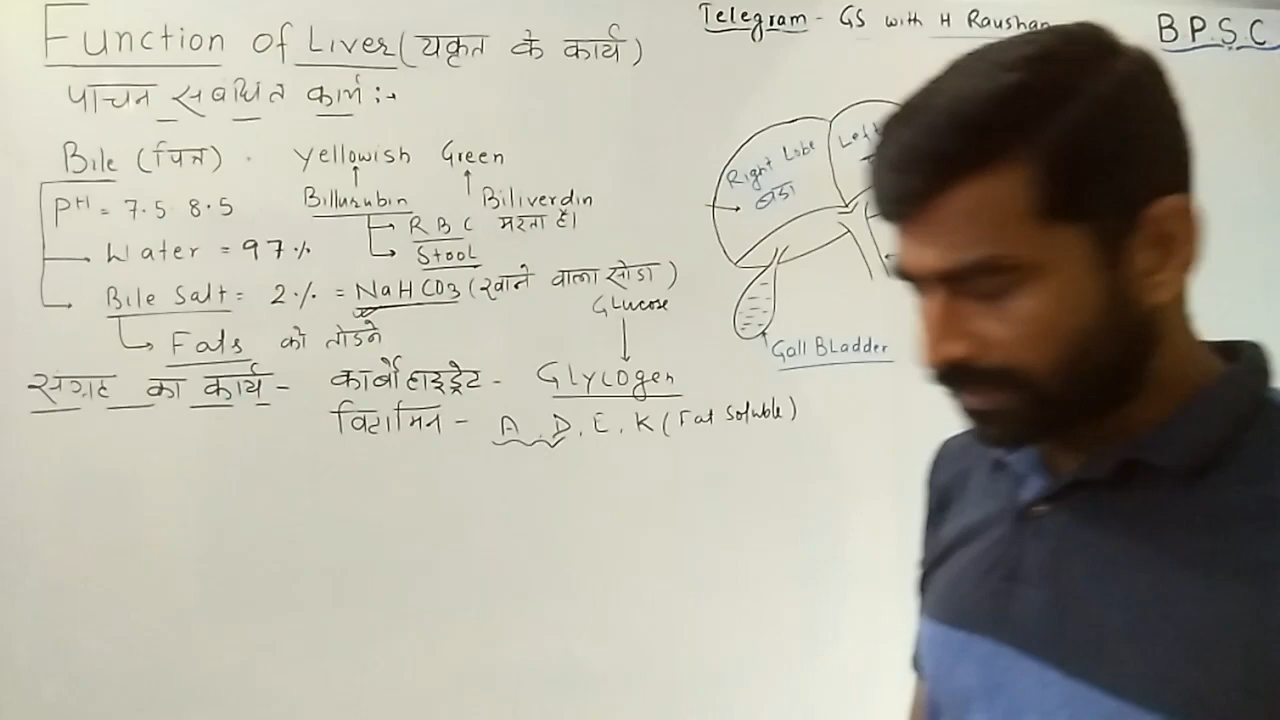 Function of Liver (यकृत के कार्य)
Telegram - GS with H Raushan
B.P.S.C
पाचन संबंधित कार्य :-
Bile (पित्त) . Yellowish Green
Billurubin Biliverdin
PH = 7.5 8.5
RBC मरता है।
Water = 97%
Stool
Bile Salt = 2% = NaHCO3 (खाने वाला सोडा)
Fats को तोडने
Glucose
संग्रह का कार्य - कार्बोहाइड्रेट - Glycogen
विटामिन - A, D, E, K (Fat Soluble)
Right Lobe
बड़ा
Left
Gall Bladder